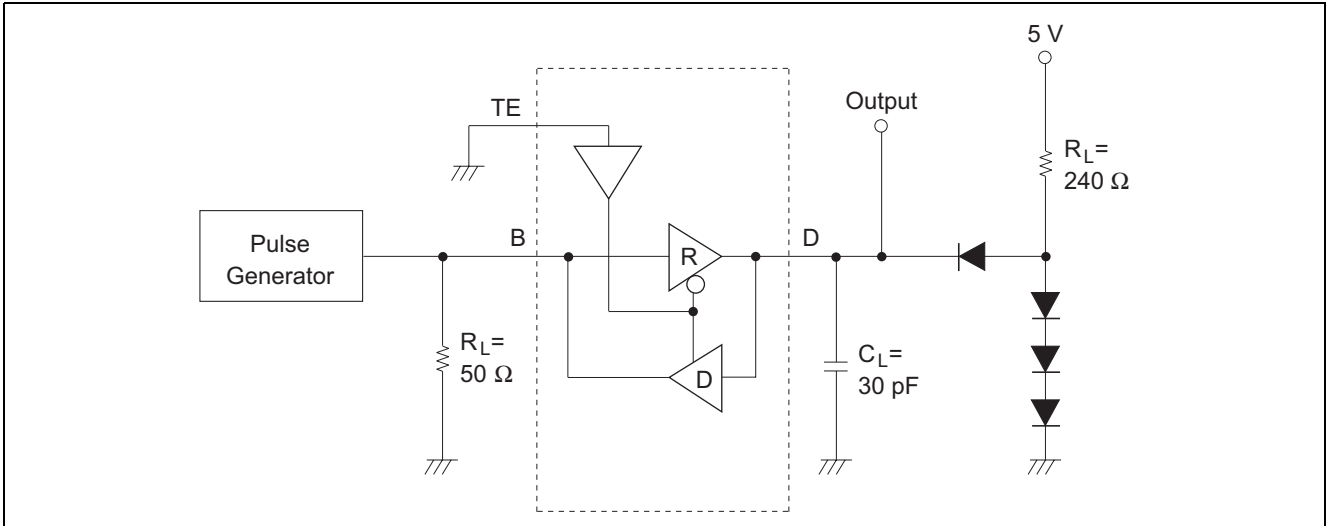 5 V
TE
Output
R_L=
240 Ω
Pulse
Generator
B
R
D
R_L=
50 Ω
D
C_L=
30 pF